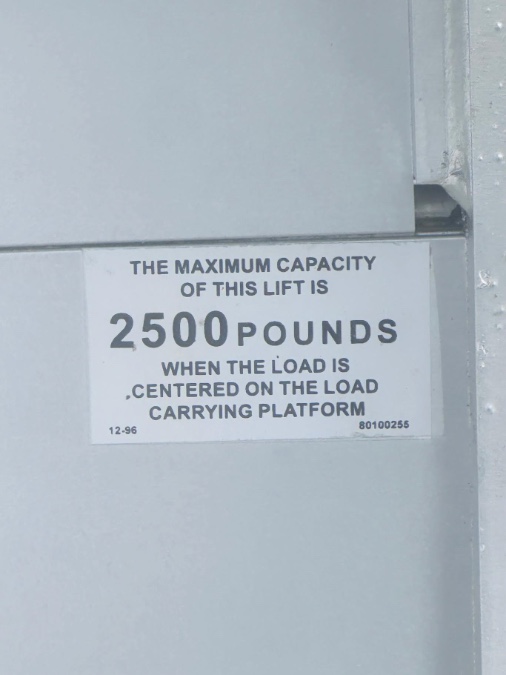 THE MAXIMUM CAPACITY
OF THIS LIFT IS
2500 POUNDS
WHEN THE LOAD IS
CENTERED ON THE LOAD
CARRYING PLATFORM
12-96 80100255